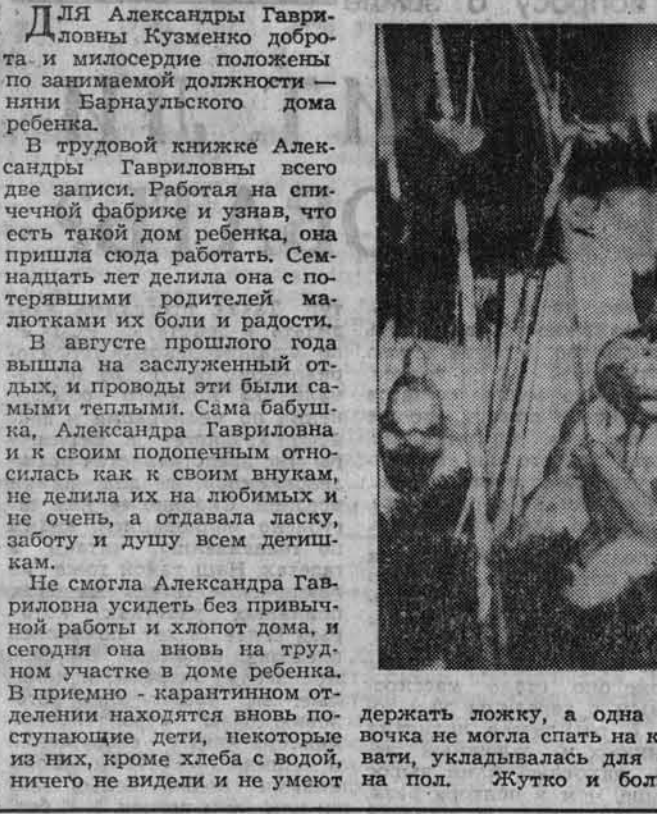 ДЛЯ Александры Гаври-
ловны Кузменко добро-
та и милосердие положены
по занимаемой должности —
няни Барнаульского дома
ребенка.
В трудовой книжке Алек-
сандры Гавриловны всего
две записи. Работая на спи-
чечной фабрике и узнав, что
есть такой дом ребенка, она
пришла сюда работать. Сем-
надцать лет делила она с по-
терявшими родителей ма-
лютками их боли и радости.
В августе прошлого года
вышла на заслуженный от-
дых, и проводы эти были са-
мыми теплыми. Сама бабуш-
ка, Александра Гавриловна
и к своим подопечным отно-
силась как к своим внукам,
не делила их на любимых и
не очень, а отдавала ласку,
заботу и душу всем детиш-
кам.
Не смогла Александра Гав-
риловна усидеть без привыч-
ной работы и хлопот дома, и
сегодня она вновь на труд-
ном участке в доме ребенка.
В приемно - карантинном от-
делении находятся вновь по-
ступающие дети, некоторые
из них, кроме хлеба с водой,
ничего не видели и не умеют
держать ложку, а одна
вочка не могла спать на к
вати, укладывалась для
на пол. Жутко и бол